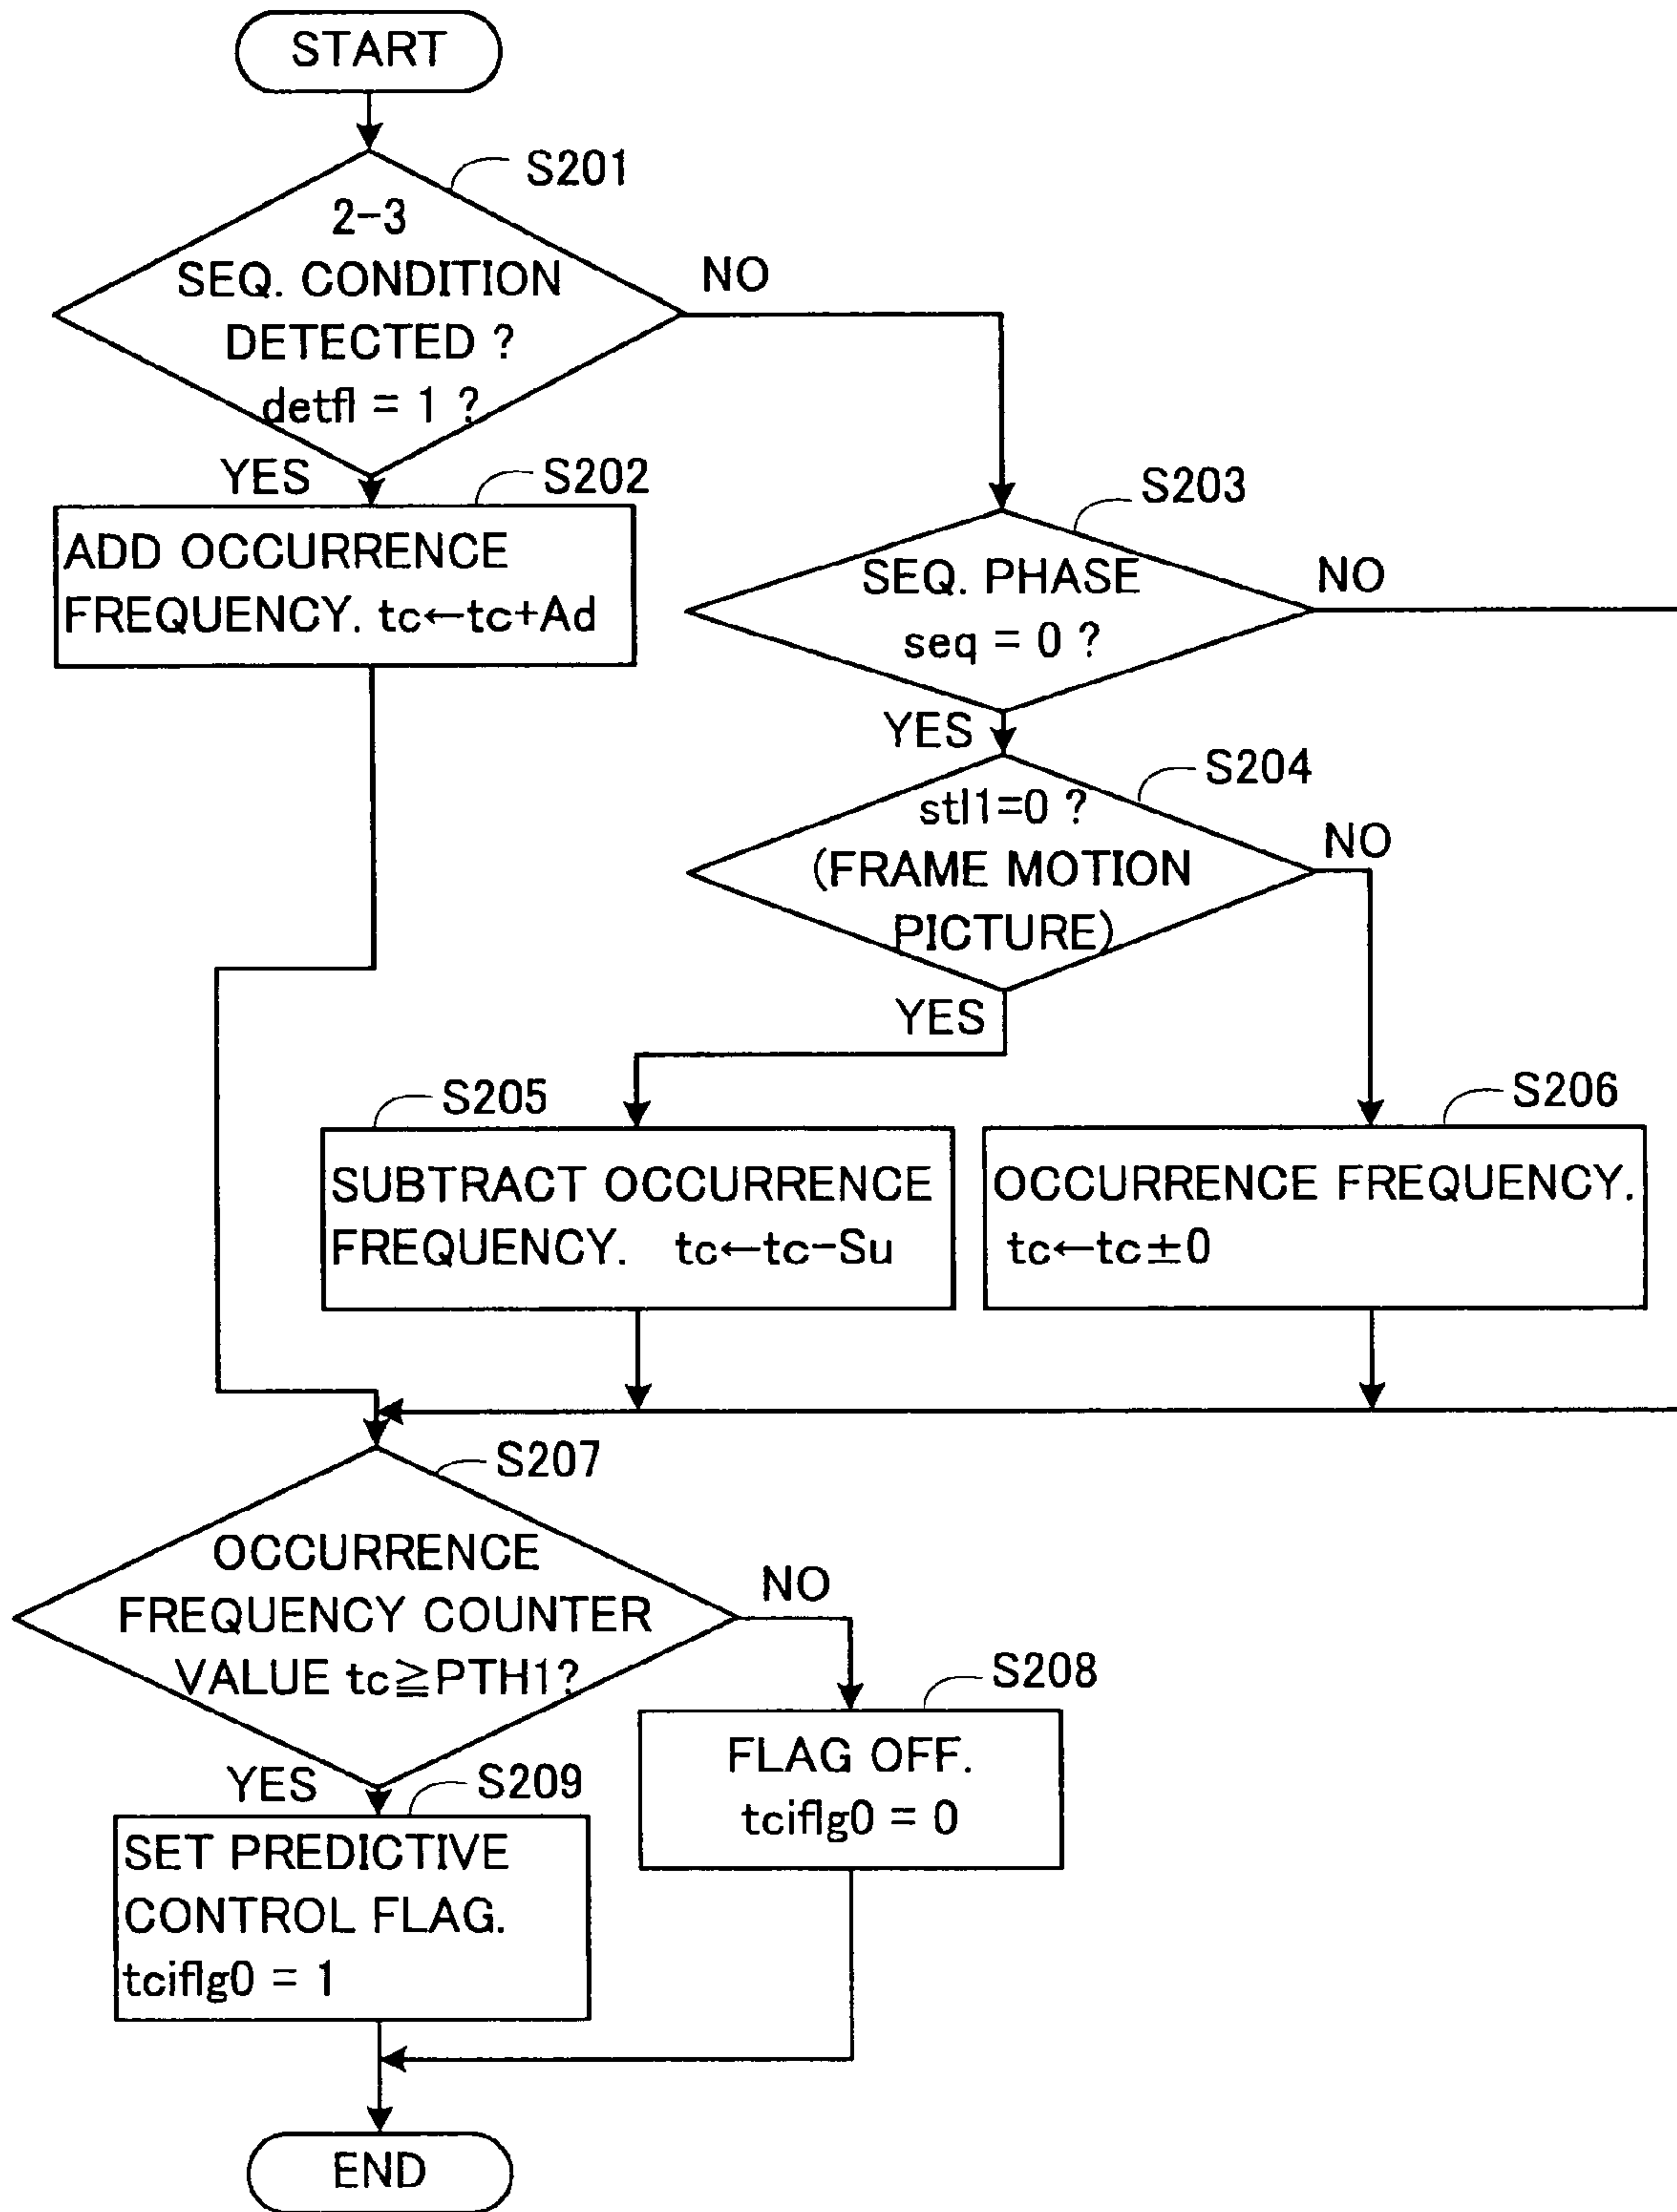 START
S201
2-3
SEQ. CONDITION
DETECTED ?
detfl = 1 ?
NO
YES
S202
ADD OCCURRENCE
FREQUENCY. tc←tc+Ad
S203
SEQ. PHASE
seq = 0 ?
NO
YES
S204
stl1=0 ?
(FRAME MOTION
PICTURE)
NO
YES
S205
SUBTRACT OCCURRENCE
FREQUENCY. tc←tc-Su
S206
OCCURRENCE FREQUENCY.
tc←tc±0
S207
OCCURRENCE
FREQUENCY COUNTER
VALUE tc≧PTH1?
NO
YES
S208
FLAG OFF.
tciflg0 = 0
S209
SET PREDICTIVE
CONTROL FLAG.
tciflg0 = 1
END